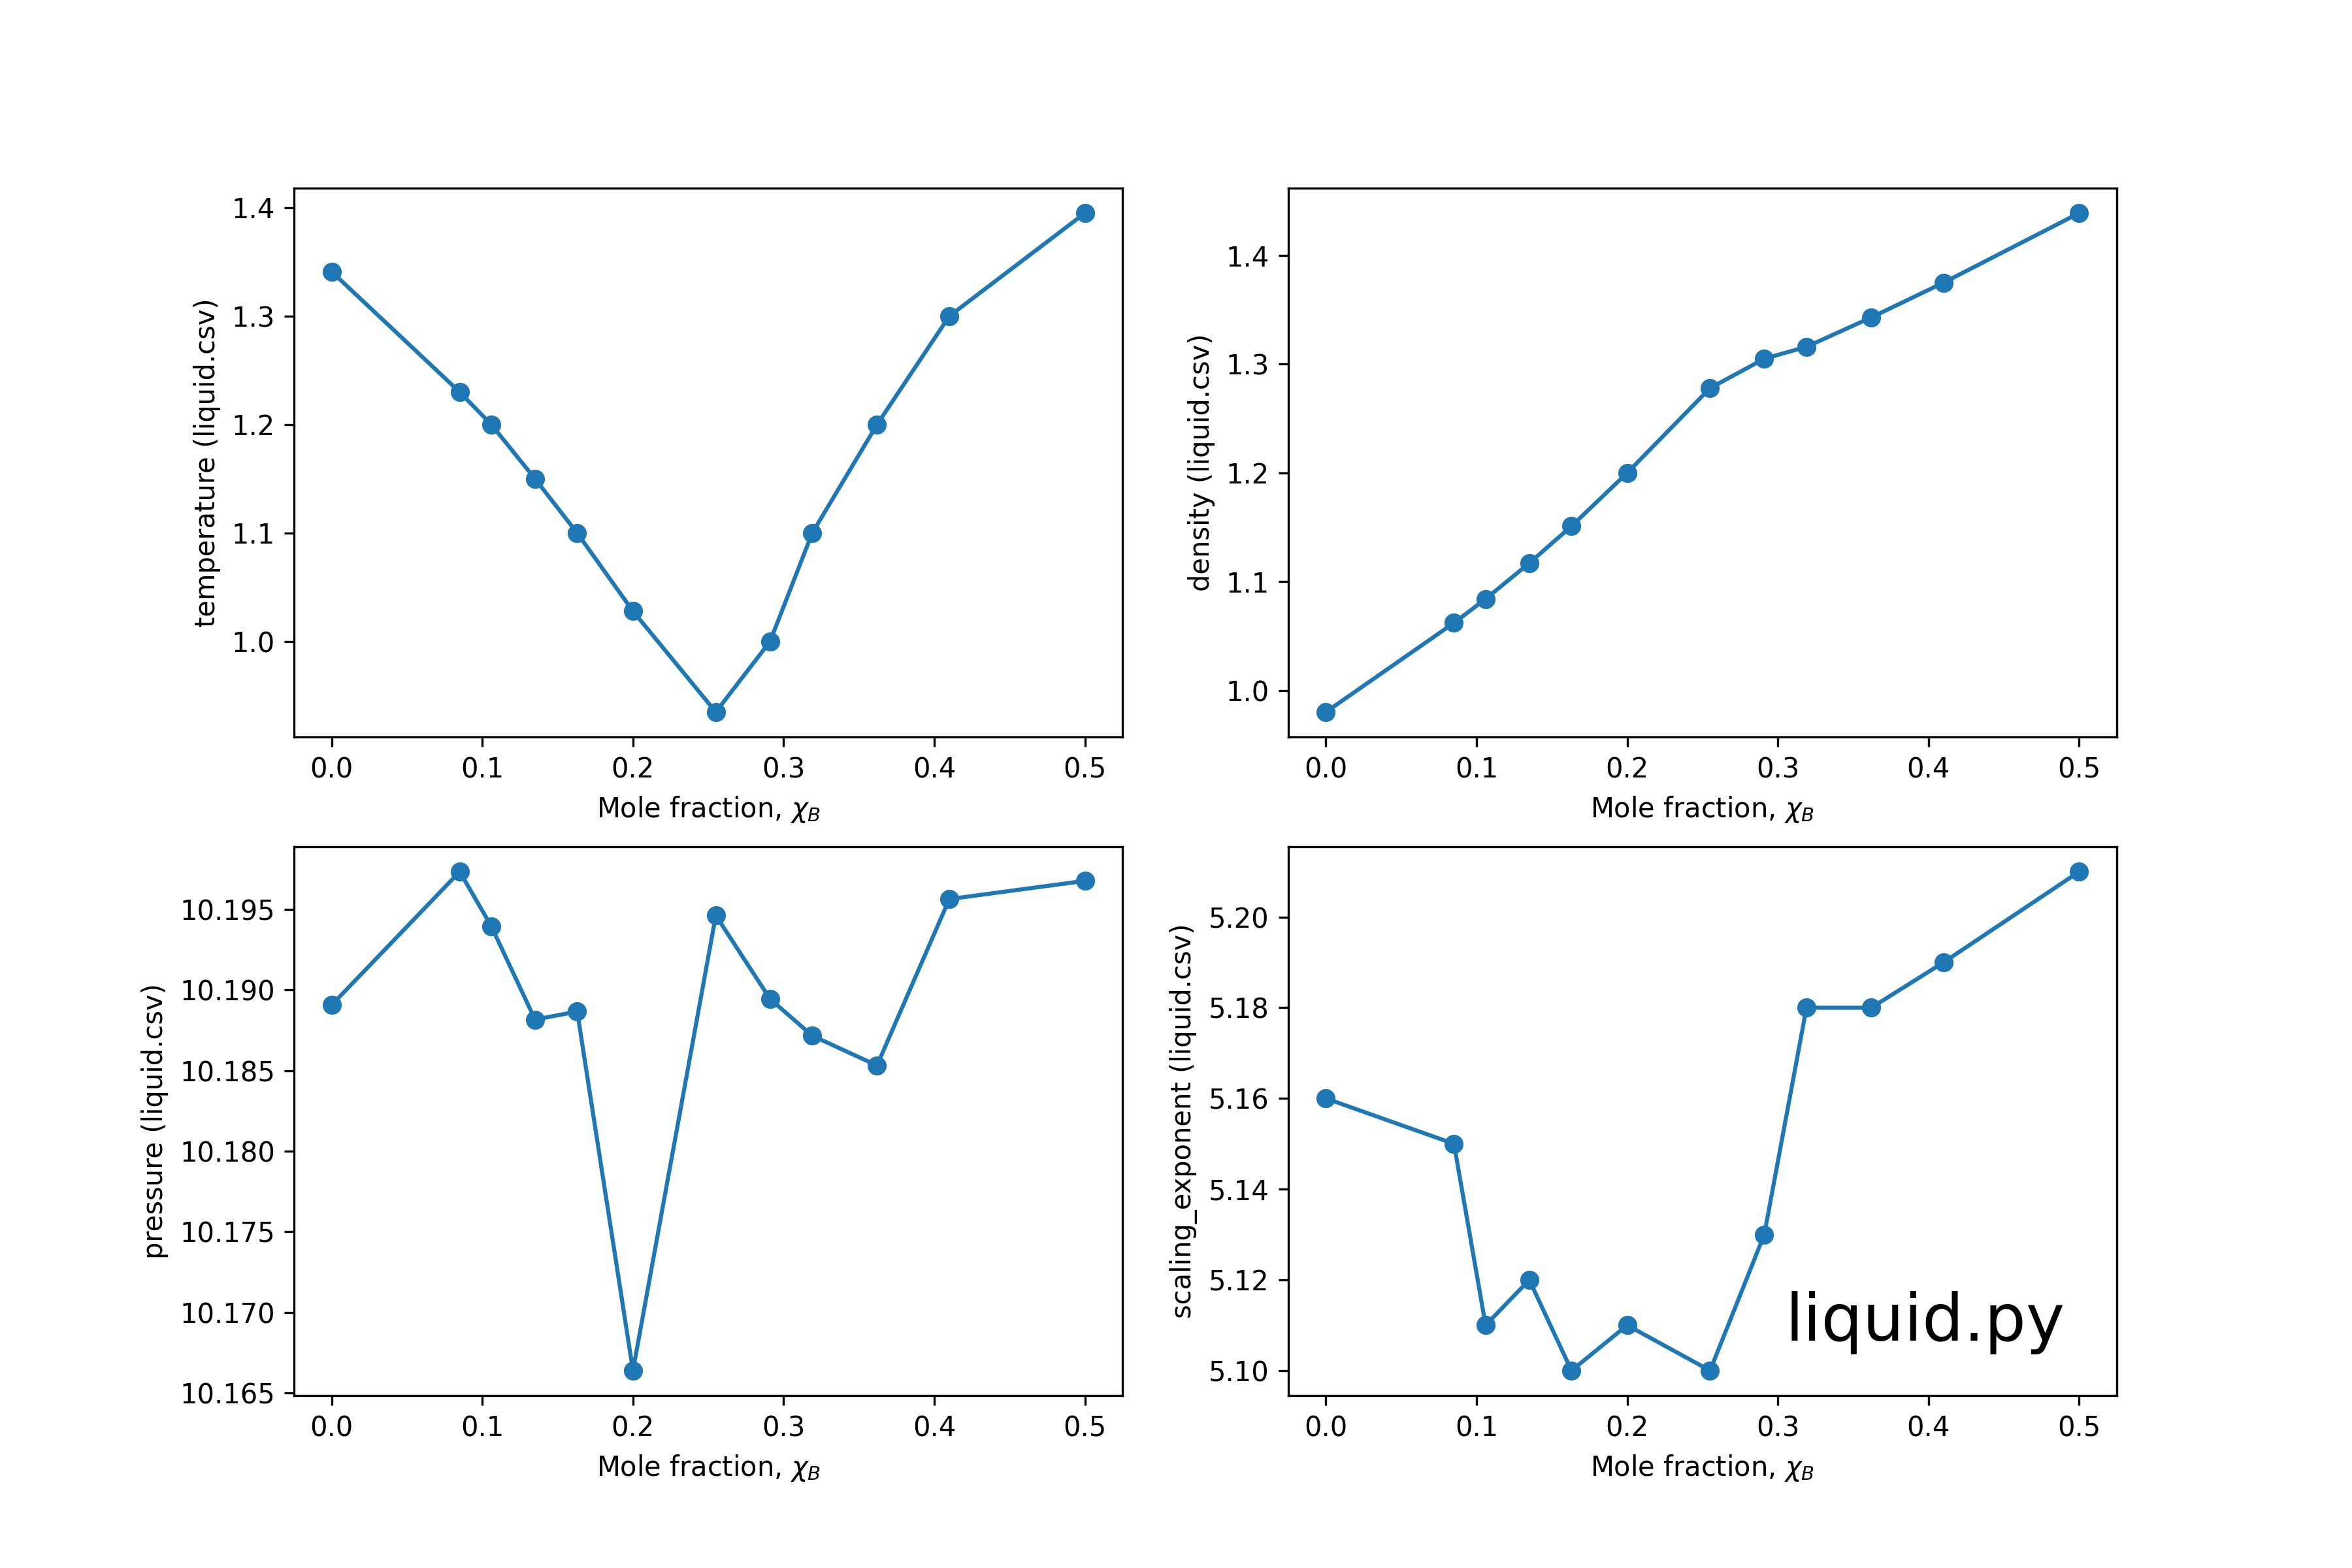 temperature (liquid.csv)
1.4
1.3
1.2
1.1
1.0
0.0 0.1 0.2 0.3 0.4 0.5
Mole fraction, χB
density (liquid.csv)
1.4
1.3
1.2
1.1
1.0
0.0 0.1 0.2 0.3 0.4 0.5
Mole fraction, χB
pressure (liquid.csv)
10.195
10.190
10.185
10.180
10.175
10.170
10.165
0.0 0.1 0.2 0.3 0.4 0.5
Mole fraction, χB
scaling_exponent (liquid.csv)
5.20
5.18
5.16
5.14
5.12
5.10
0.0 0.1 0.2 0.3 0.4 0.5
Mole fraction, χB
liquid.py